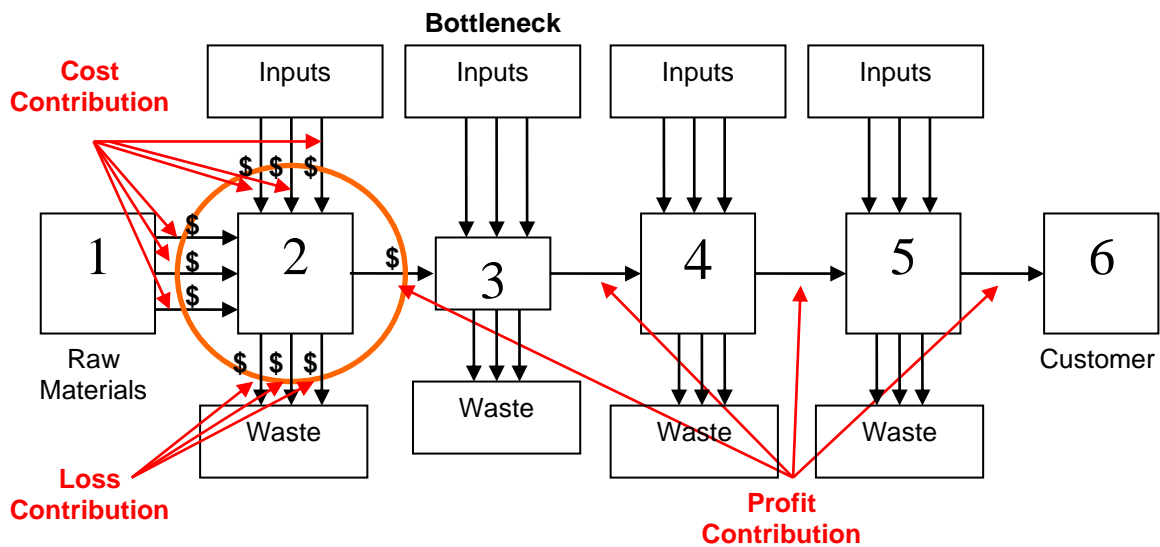 Bottleneck
Cost
Contribution
Inputs
Inputs
Inputs
Inputs
$ $ $
$
$
$
$
1
2
3
4
5
6
Raw
Materials
Customer
$ $ $
Waste
Waste
Waste
Waste
Loss
Contribution
Profit
Contribution